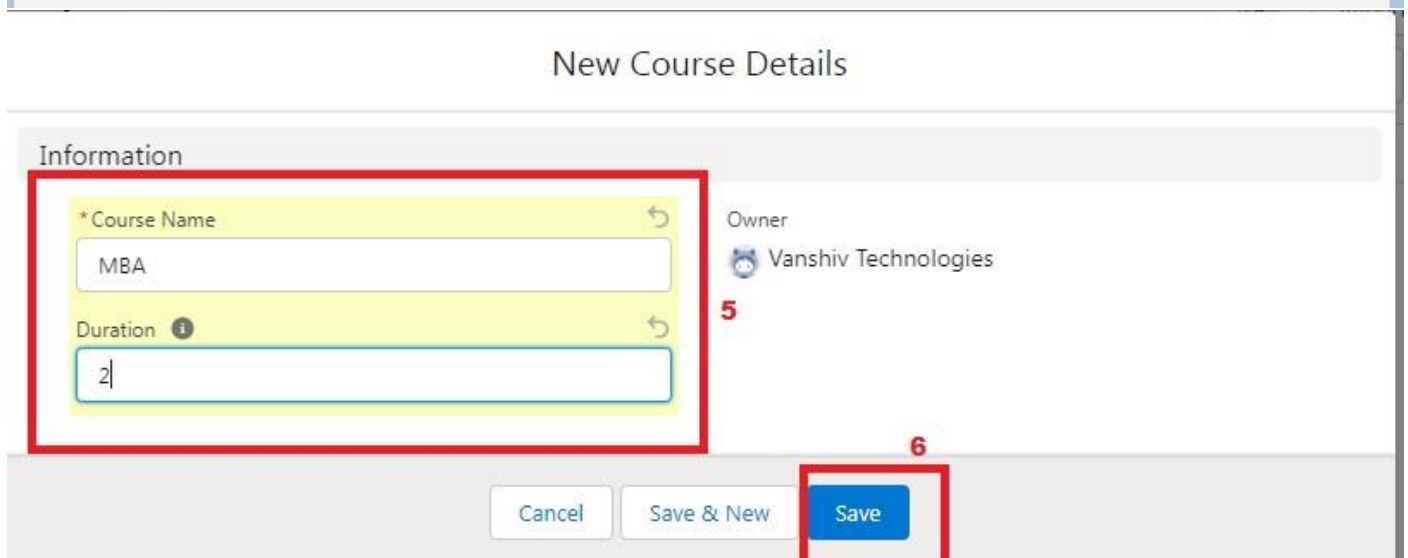 New Course Details
Information
*Course Name
MBA
Owner
Vanshiv Technologies
5
Duration
2
6
Cancel Save & New Save